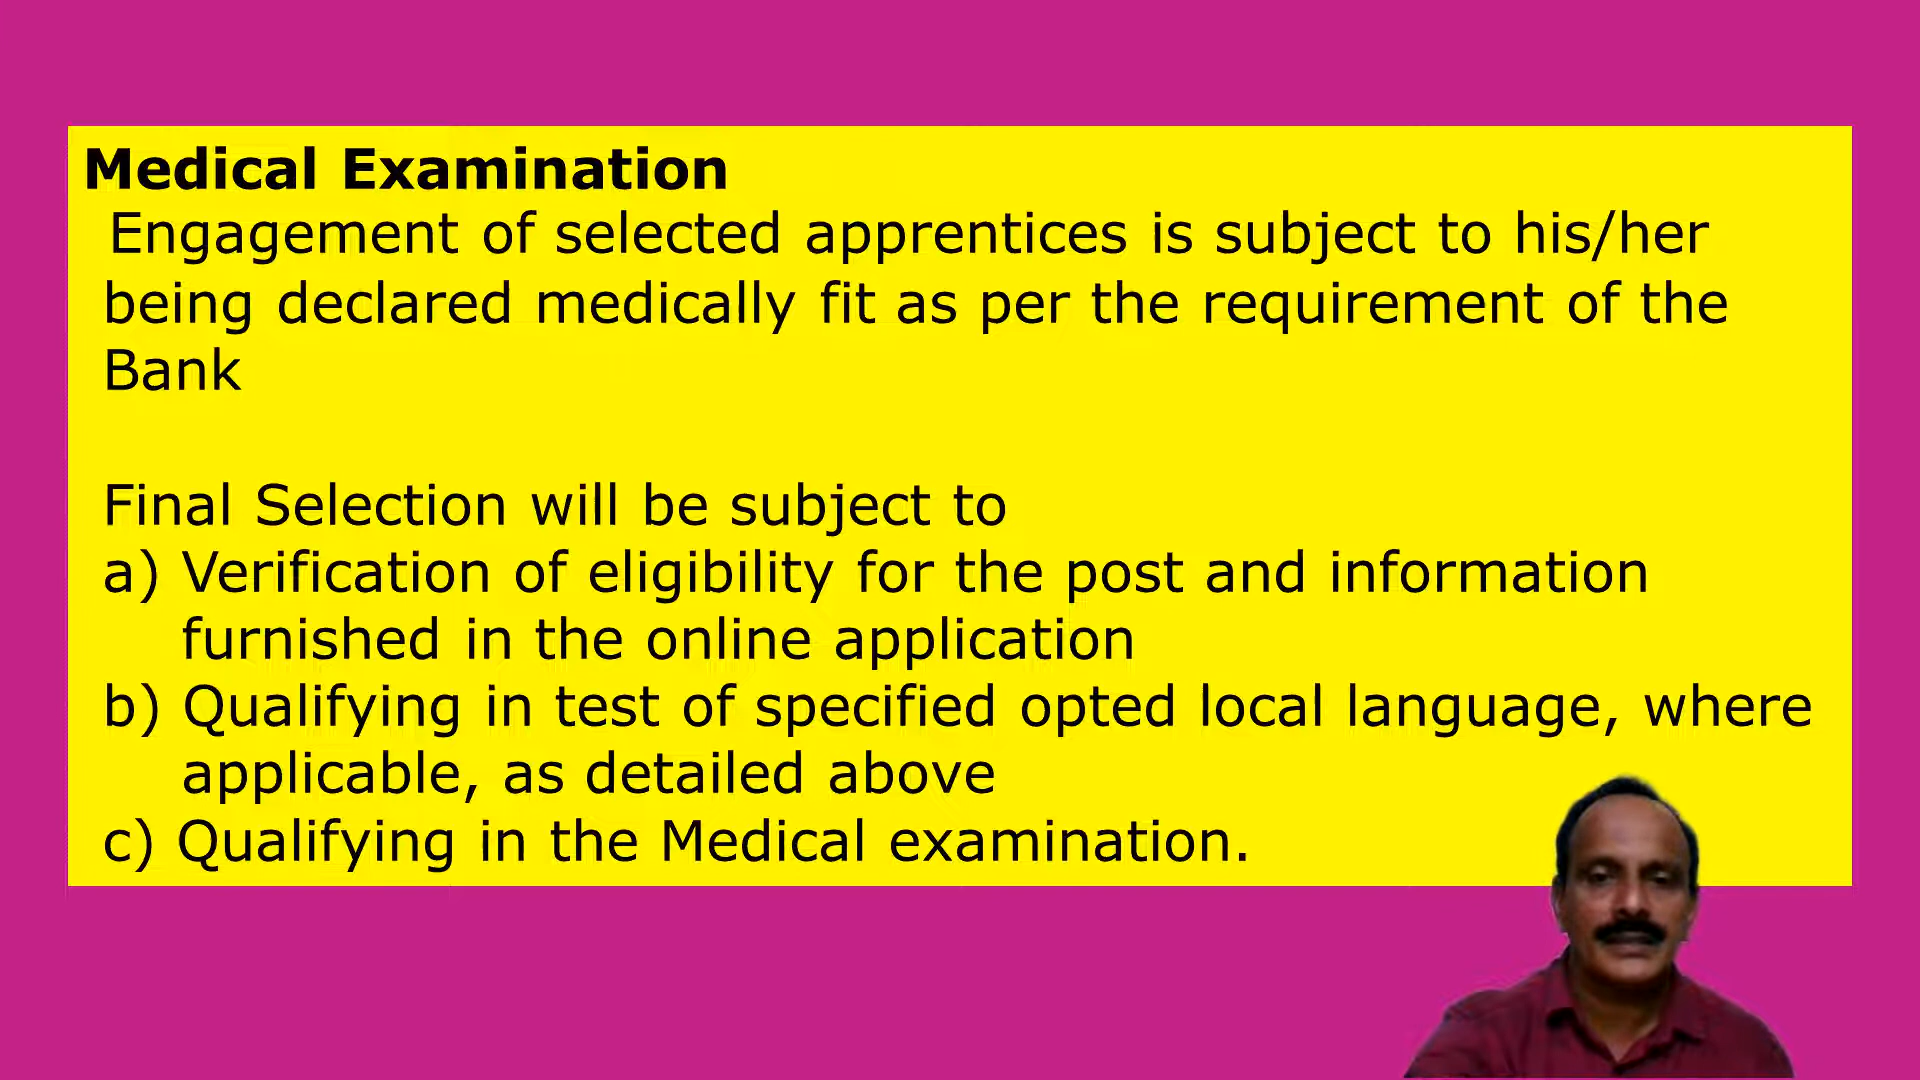 Medical Examination
Engagement of selected apprentices is subject to his/her
being declared medically fit as per the requirement of the
Bank
Final Selection will be subject to
a) Verification of eligibility for the post and information
furnished in the online application
b) Qualifying in test of specified opted local language, where
applicable, as detailed above
c) Qualifying in the Medical examination.